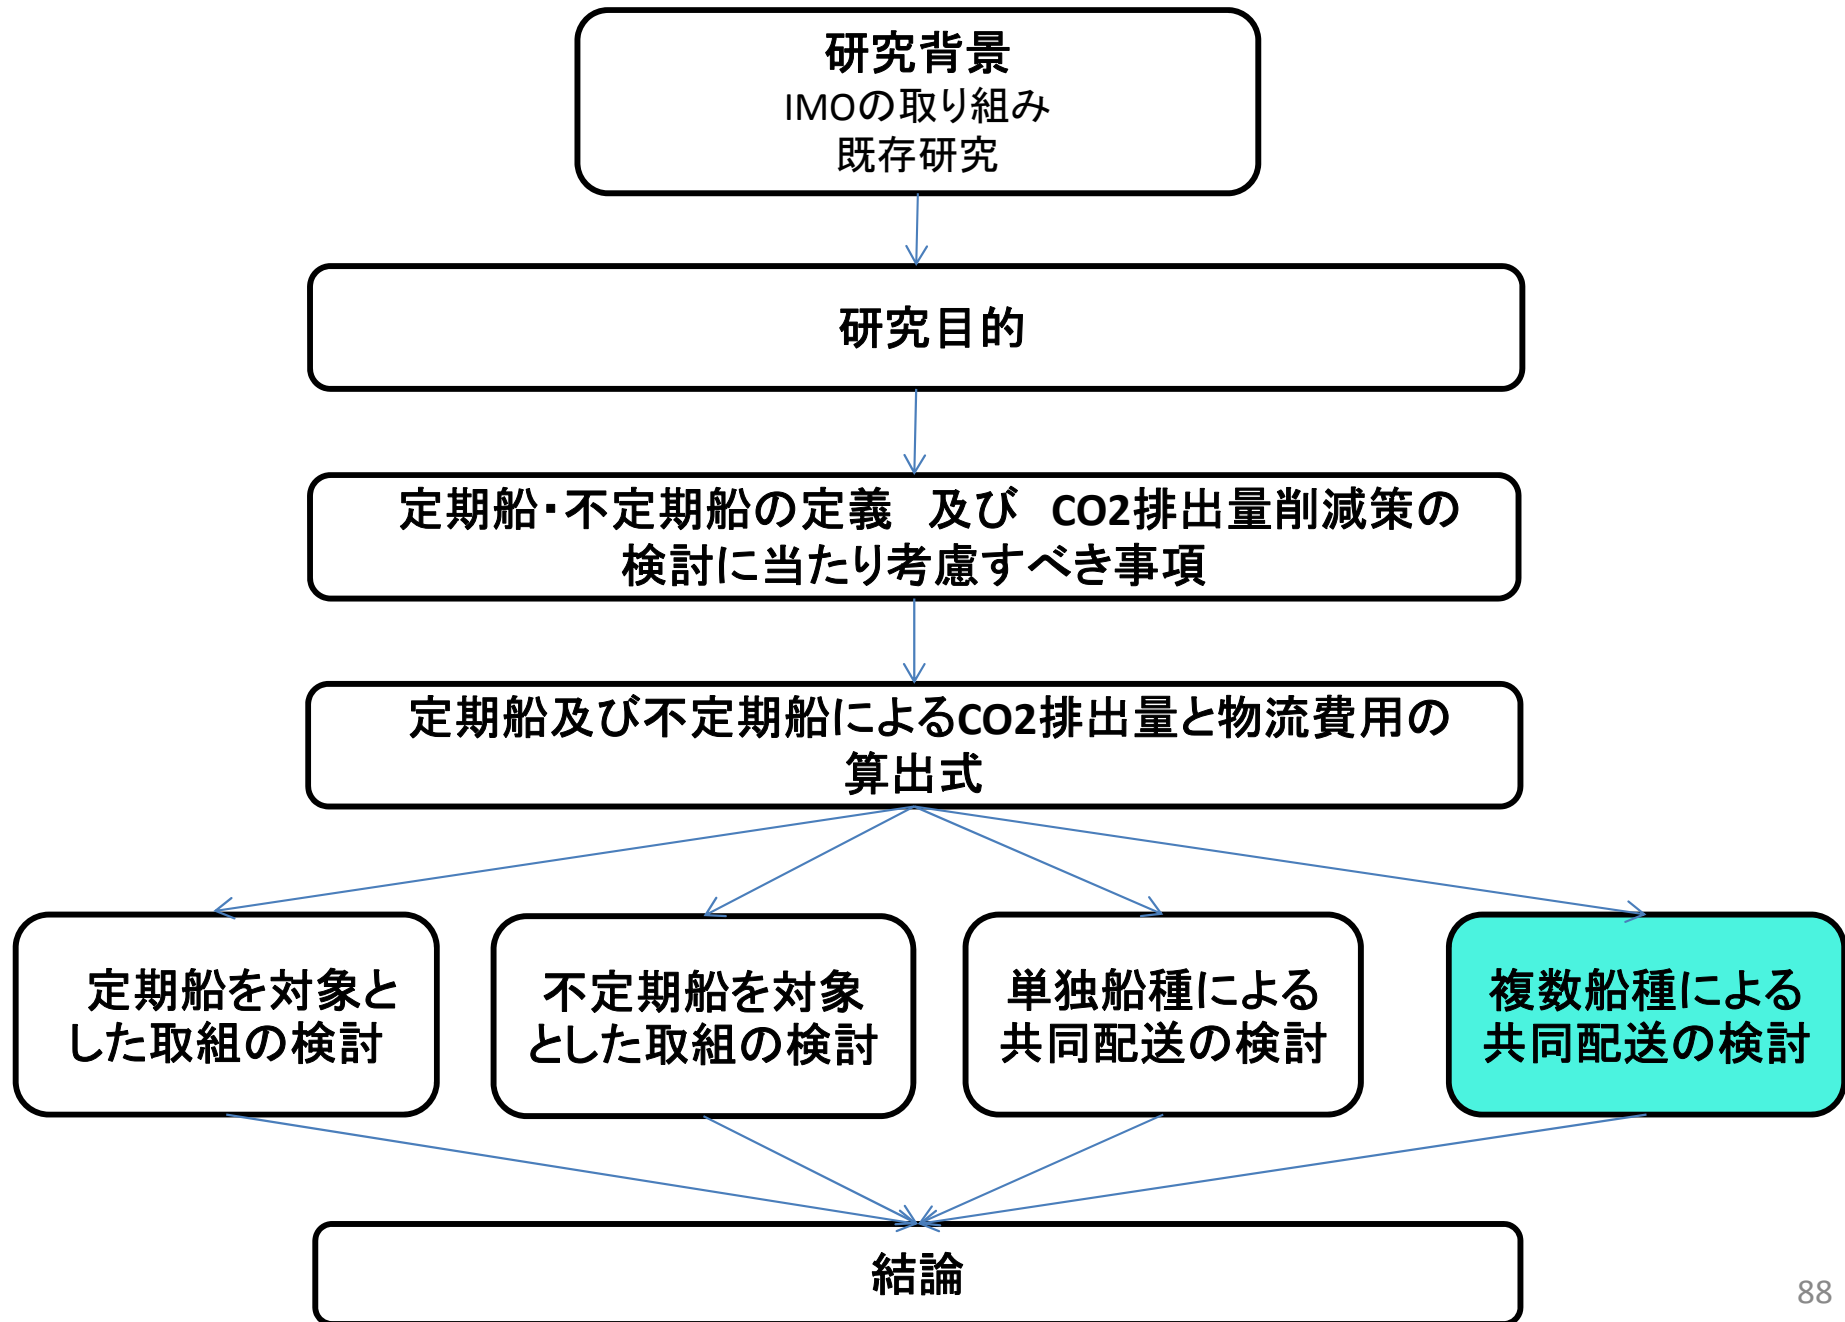 研究背景
IMOの取り組み
既存研究
研究目的
定期船・不定期船の定義　及び　CO2排出量削減策の
検討に当たり考慮すべき事項
定期船及び不定期船によるCO2排出量と物流費用の
算出式
定期船を対象と
した取組の検討
不定期船を対象
とした取組の検討
単独船種による
共同配送の検討
複数船種による
共同配送の検討
結論
88